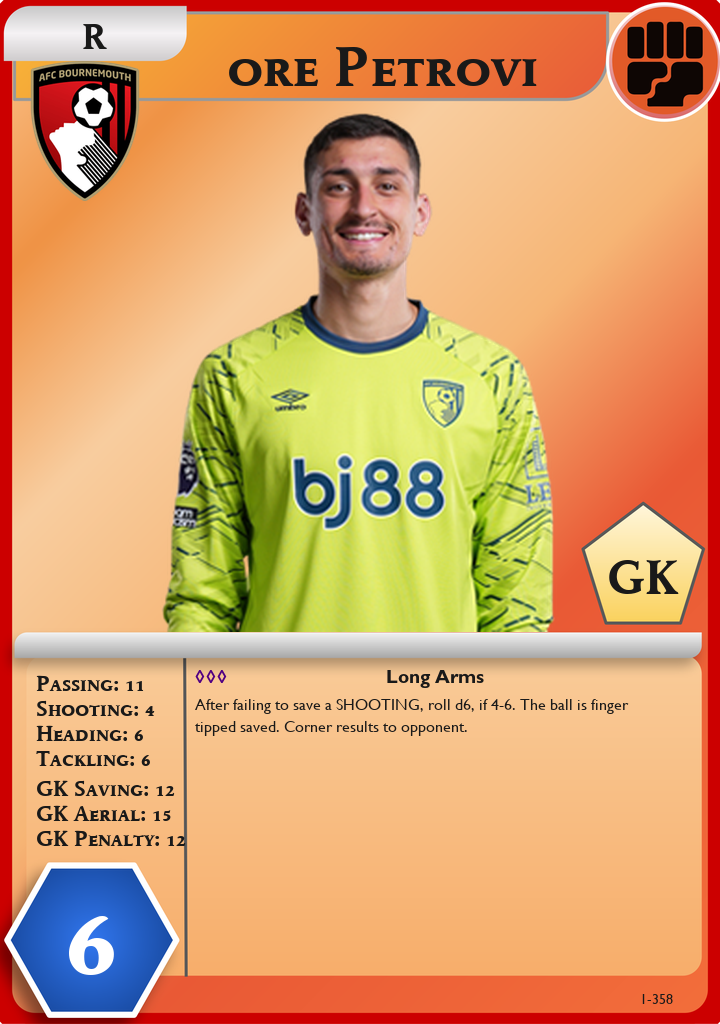 R
ORE PETROVI
AFC BOURNEMOUTH
umbro
bj88
GK
PASSING: 11
SHOOTING: 4
HEADING: 6
TACKLING: 6
GK SAVING: 12
GK AERIAL: 15
GK PENALTY: 12
Long Arms
After failing to save a SHOOTING, roll d6, if 4-6. The ball is finger
tipped saved. Corner results to opponent.
6
1-358